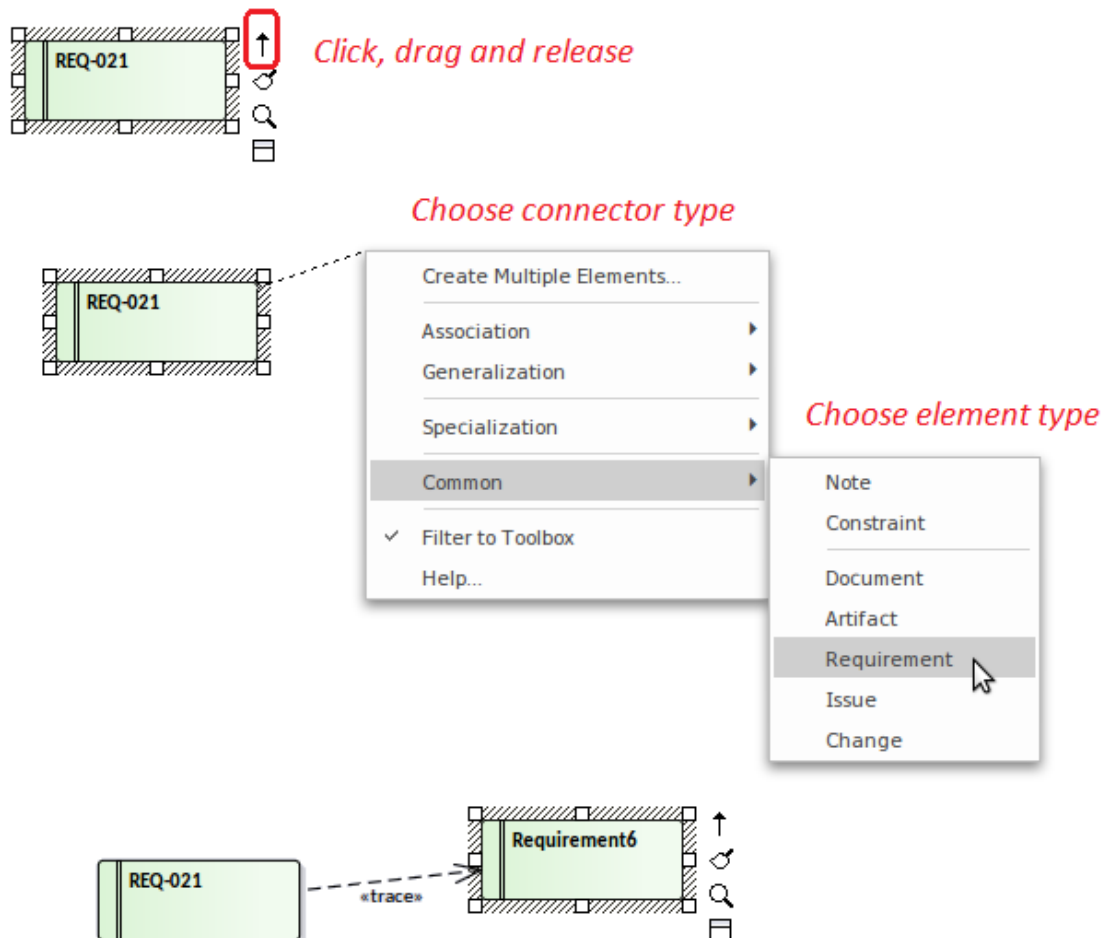 REQ-021
Click, drag and release
Choose connector type
REQ-021
Create Multiple Elements...
Association
Generalization
Specialization
Common
Filter to Toolbox
Help...
Choose element type
Note
Constraint
Document
Artifact
Requirement
Issue
Change
Requirement6
REQ-021
«trace»